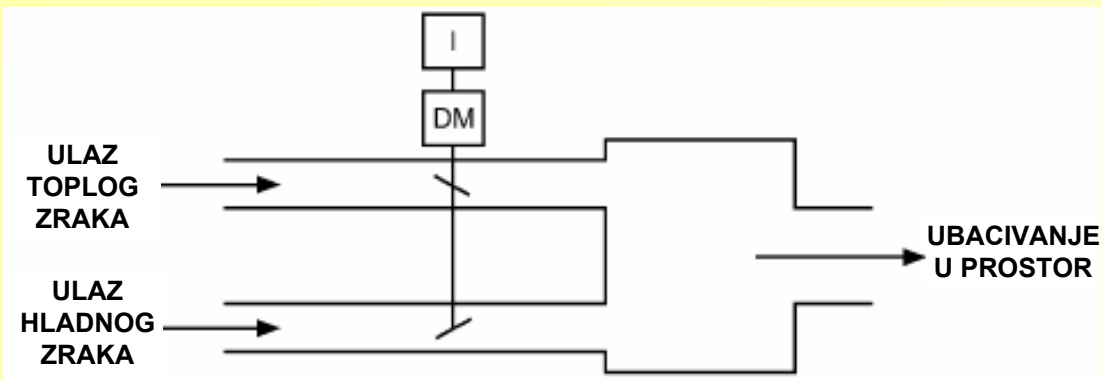 I
DM
ULAZ
TOPLOG
ZRAKA
UBACIVANJE
U PROSTOR
ULAZ
HLADNOG
ZRAKA